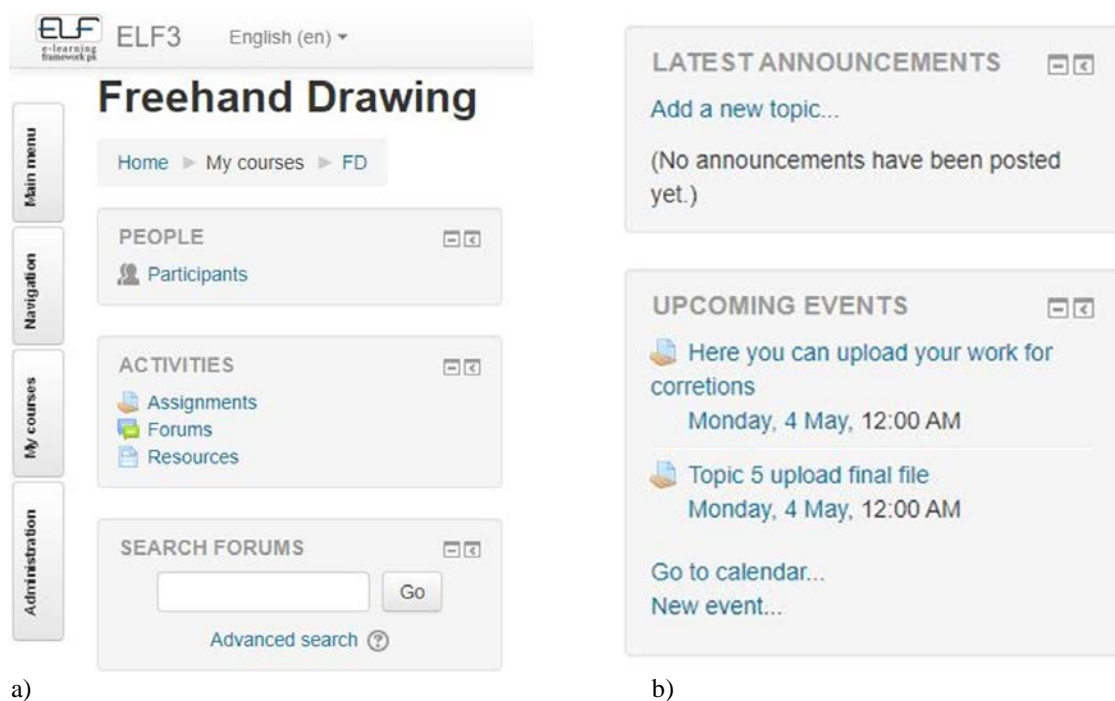 ELF
e-learning
framework pk
ELF3
English (en)
Freehand Drawing
Home
My courses
FD
Main menu
Navigation
My courses
Administration
PEOPLE
Participants
ACTIVITIES
Assignments
Forums
Resources
SEARCH FORUMS
Go
Advanced search ?
a)
LATEST ANNOUNCEMENTS
Add a new topic...
(No announcements have been posted
yet.)
UPCOMING EVENTS
Here you can upload your work for
corretions
Monday, 4 May, 12:00 AM
Topic 5 upload final file
Monday, 4 May, 12:00 AM
Go to calendar...
New event...
b)